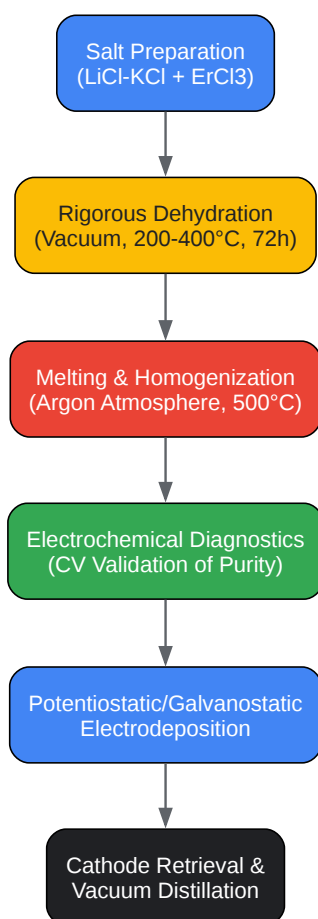 Salt Preparation
(LiCl-KCl + ErCl3)
Rigorous Dehydration
(Vacuum, 200-400°C, 72h)
Melting & Homogenization
(Argon Atmosphere, 500°C)
Electrochemical Diagnostics
(CV Validation of Purity)
Potentiostatic/Galvanostatic
Electrodeposition
Cathode Retrieval &
Vacuum Distillation